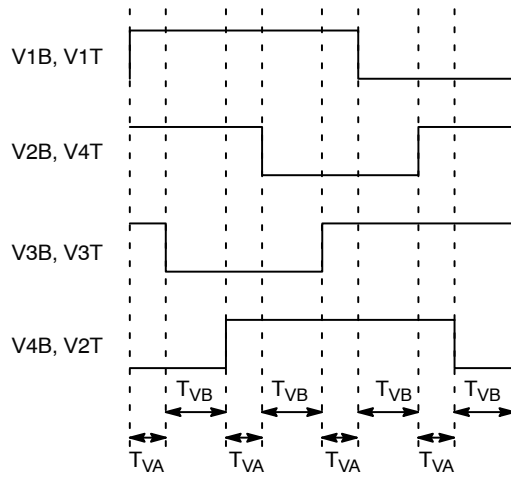 V1B, V1T
V2B, V4T
V3B, V3T
V4B, V2T
TVB TVB TVB TVB
TVA TVA TVA TVA